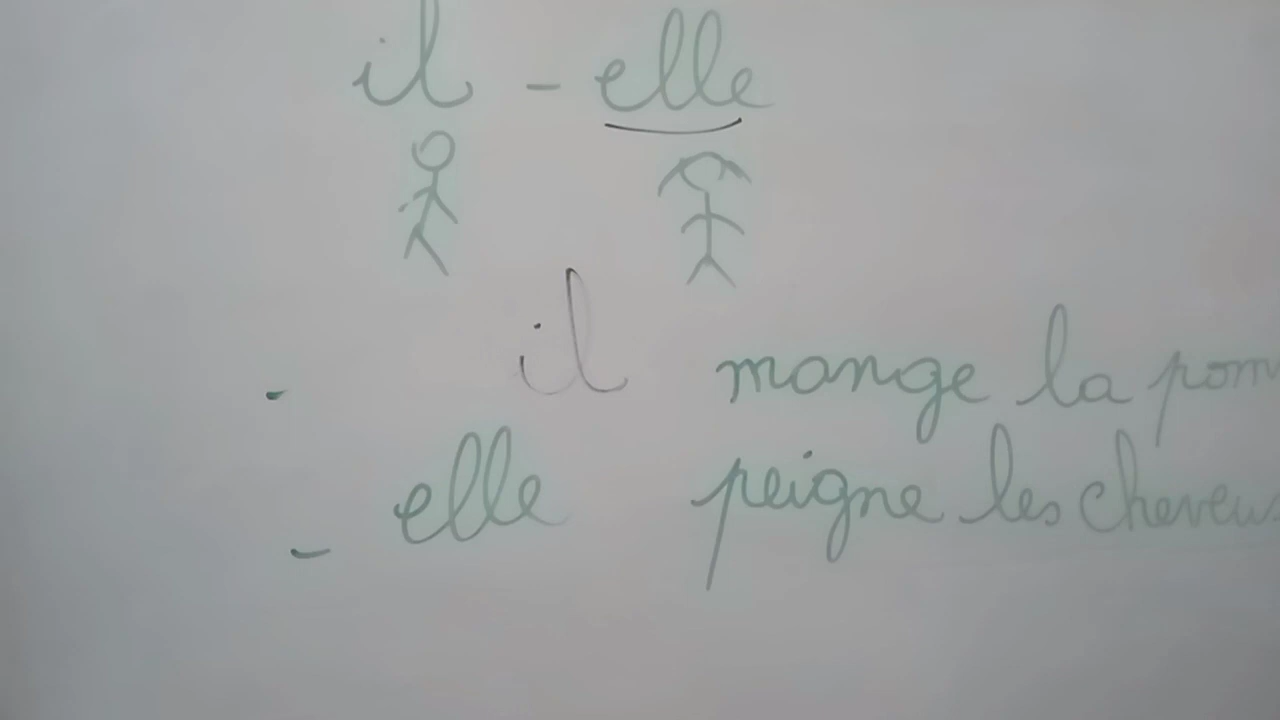 il - elle
- il mange la pom
- elle peigne les cheveu